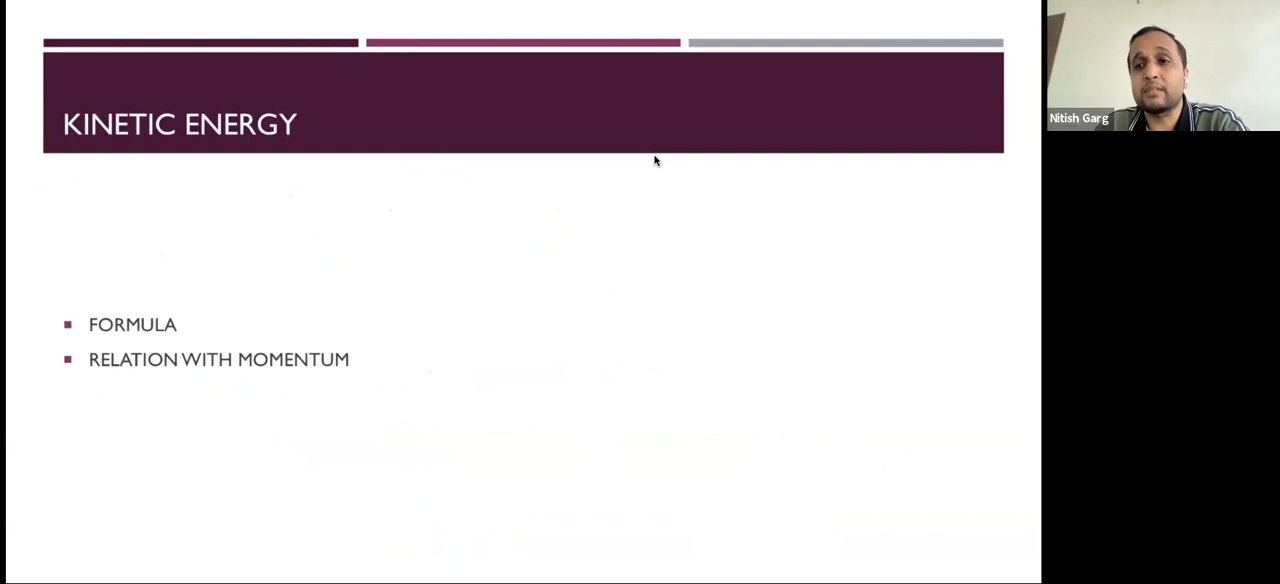 KINETIC ENERGY
Nitish Garg
FORMULA
RELATION WITH MOMENTUM